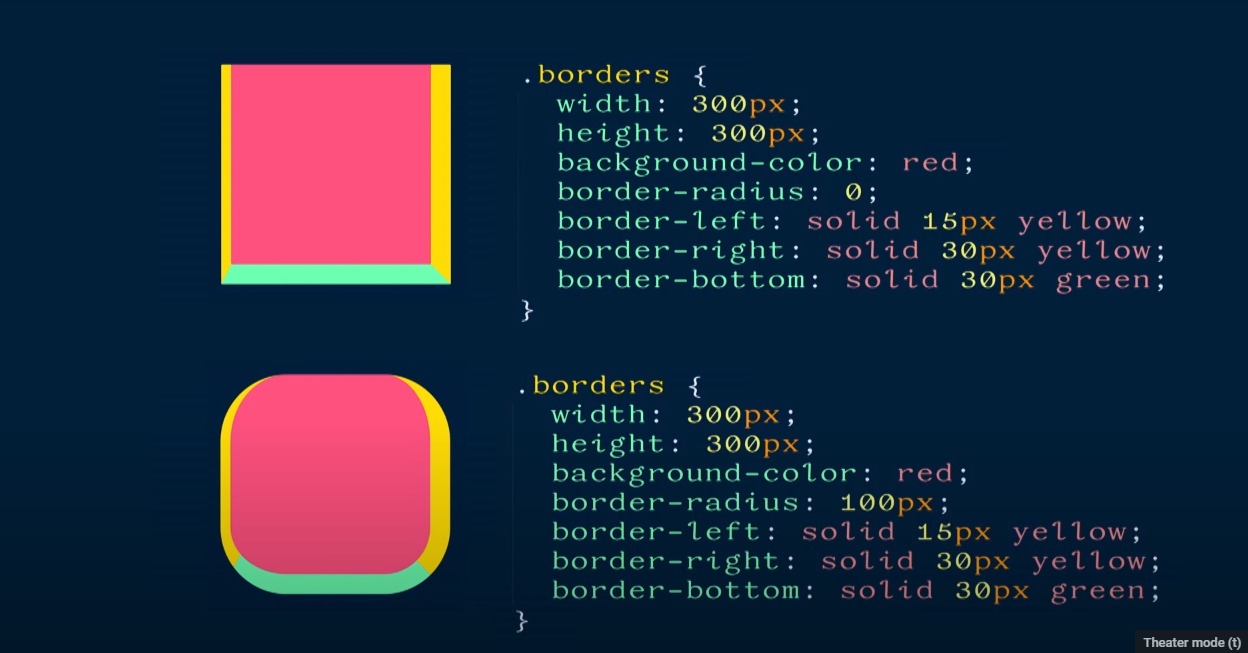 .borders {
width: 300px;
height: 300px;
background-color: red;
border-radius: 0;
border-left: solid 15px yellow;
border-right: solid 30px yellow;
border-bottom: solid 30px green;
}
.borders {
width: 300px;
height: 300px;
background-color: red;
border-radius: 100px;
border-left: solid 15px yellow;
border-right: solid 30px yellow;
border-bottom: solid 30px green;
}
Theater mode (t)